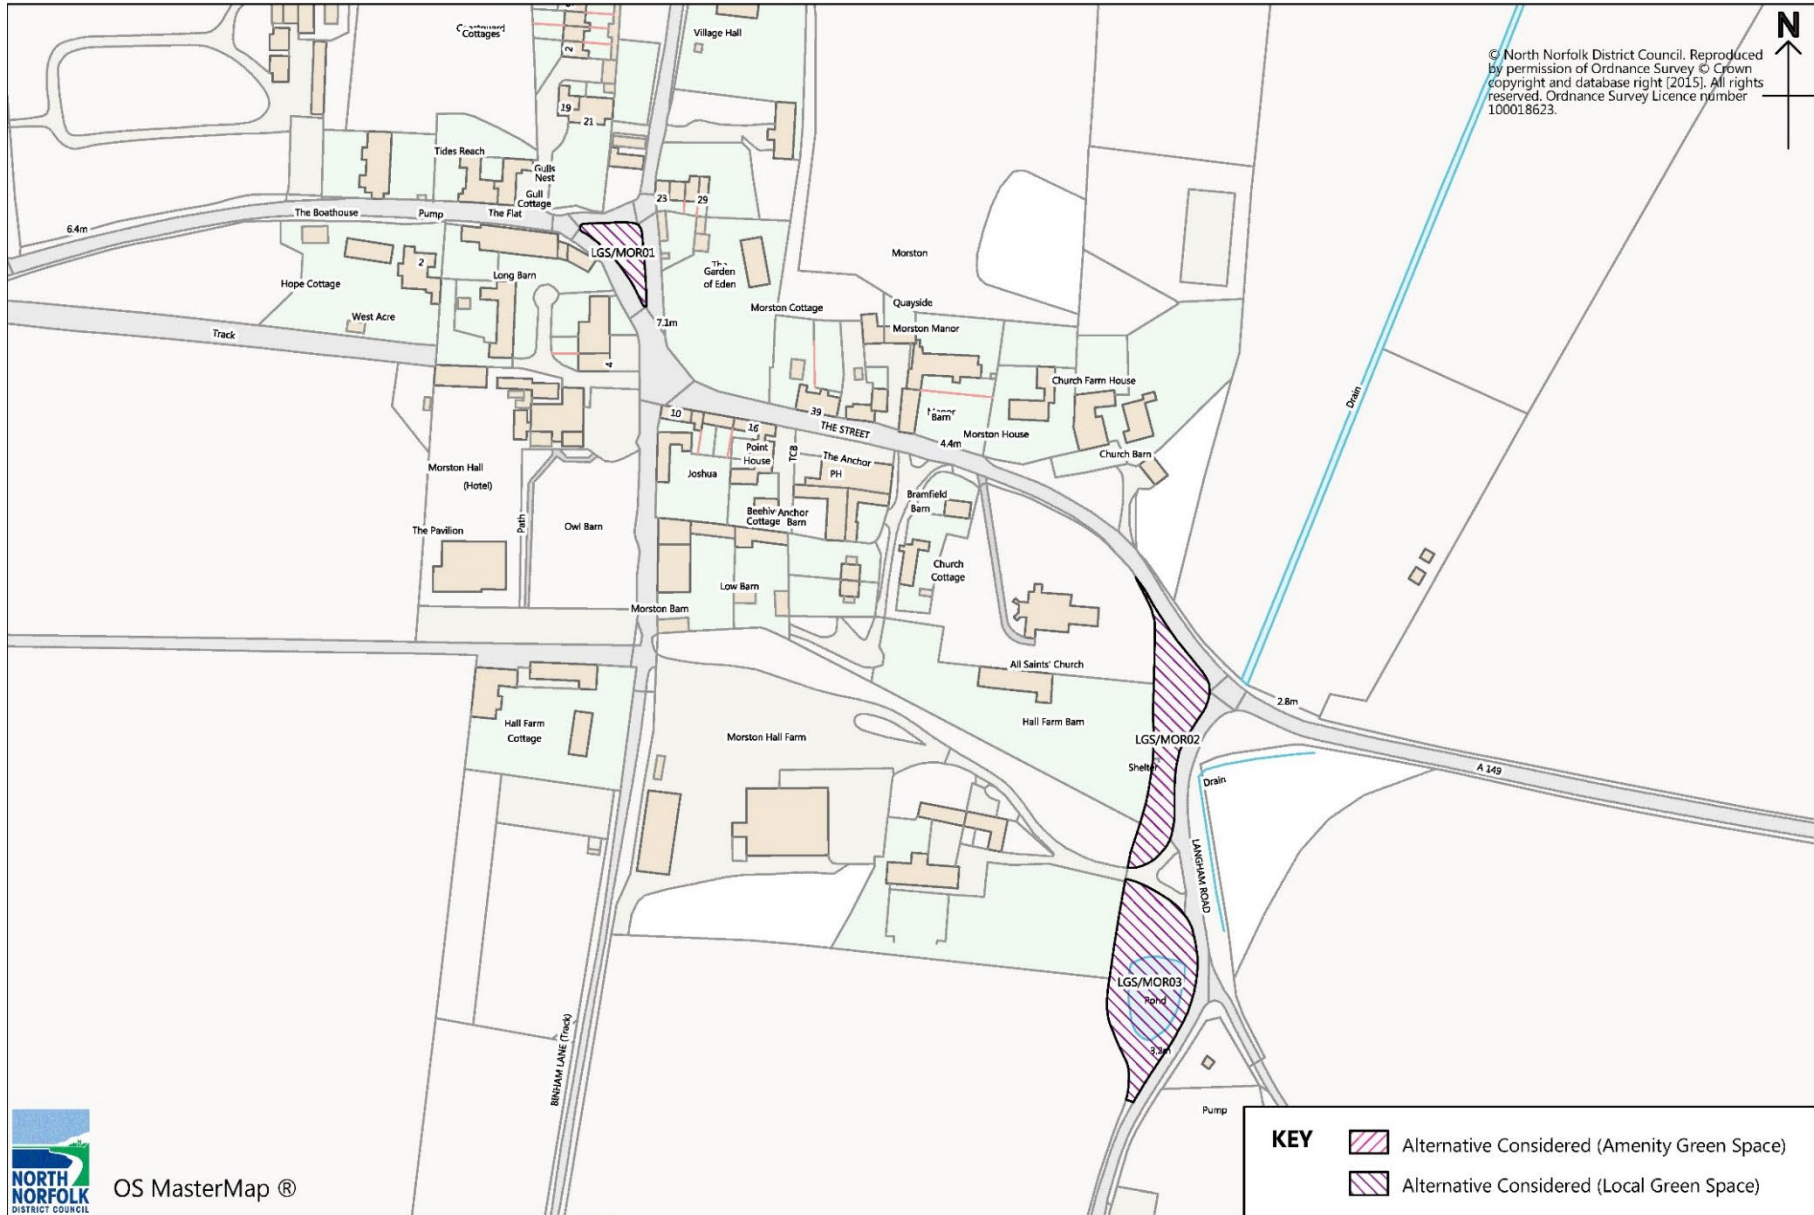 Cottages
2
Village Hall
N
© North Norfolk District Council. Reproduced
by permission of Ordnance Survey © Crown
copyright and database right [2015]. All rights
reserved. Ordnance Survey Licence number
100018623.
19
21
Tides Reach
Gulls
Nest
Gull
Cottage
23
29
The Boathouse
Pump
The Flat
6.4m
LGS/MOR01
Morston
The
Garden
of Eden
Hope Cottage
2
Long Barn
West Acre
Track
7.1m
Morston Cottage
Quayside
Morston Manor
4
Church Farm House
Drain
10
16
39
THE STREET
Manor
Barn
Morston House
4.4m
Church Barn
Point
House
TCB
The Anchor
PH
Joshua
Morston Hall
(Hotel)
Bramfield
Barn
Beehive
Cottage
Anchor
Barn
The Pavilion
Path
Owl Barn
Church
Cottage
Low Barn
Morston Barn
All Saints' Church
2.8m
Hall Farm
Cottage
Hall Farm Barn
Morston Hall Farm
LGS/MOR02
Shelter
Drain
A 149
LANGHAM ROAD
LGS/MOR03
Pond
3.2m
BINHAM LANE (Track)
Pump
NORTH
NORFOLK
DISTRICT COUNCIL
OS MasterMap ®
KEY
Alternative Considered (Amenity Green Space)
Alternative Considered (Local Green Space)